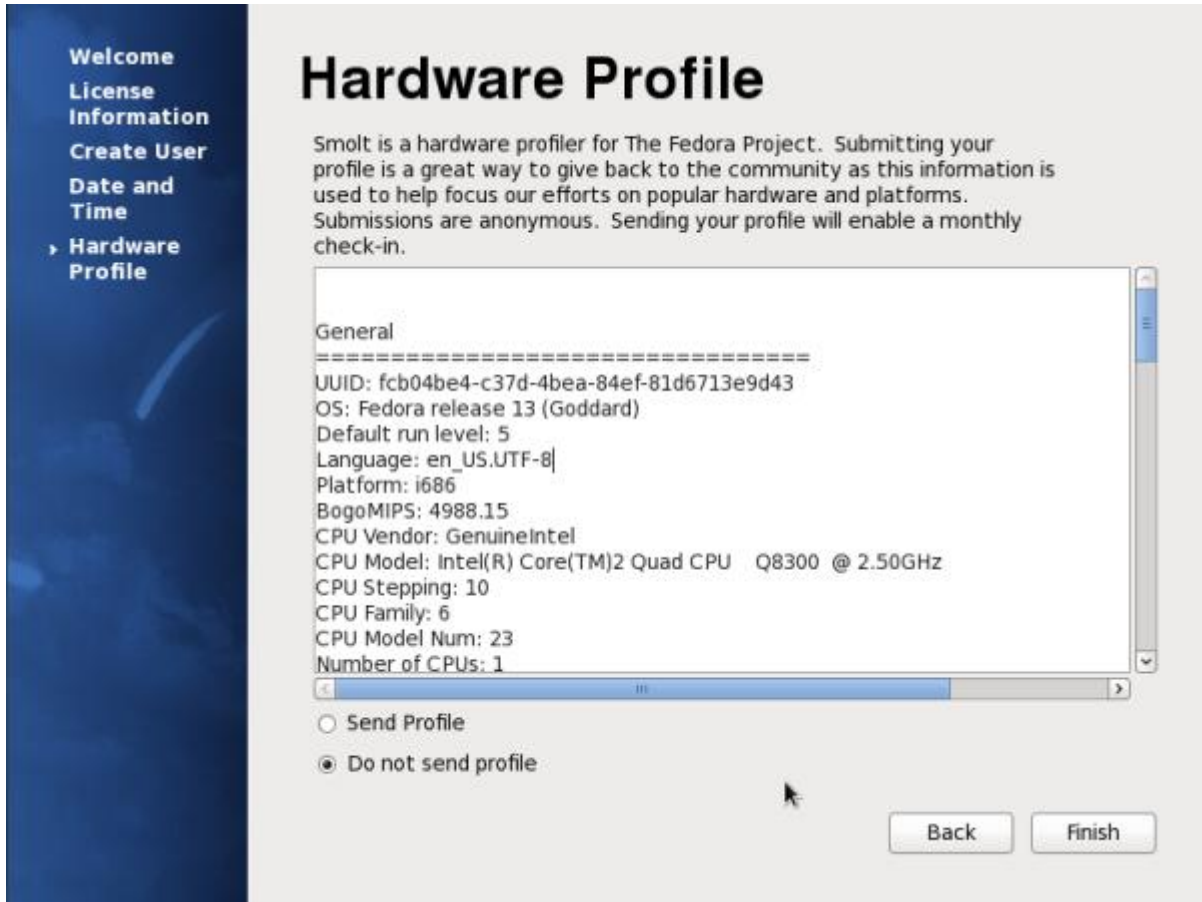 Welcome
License
Information
Create User
Date and
Time
Hardware
Profile
Hardware Profile
Smolt is a hardware profiler for The Fedora Project.  Submitting your
profile is a great way to give back to the community as this information is
used to help focus our efforts on popular hardware and platforms.
Submissions are anonymous.  Sending your profile will enable a monthly
check-in.
General
=================================
UUID: fcb04be4-c37d-4bea-84ef-81d6713e9d43
OS: Fedora release 13 (Goddard)
Default run level: 5
Language: en_US.UTF-8
Platform: i686
BogoMIPS: 4988.15
CPU Vendor: GenuineIntel
CPU Model: Intel(R) Core(TM)2 Quad CPU    Q8300  @ 2.50GHz
CPU Stepping: 10
CPU Family: 6
CPU Model Num: 23
Number of CPUs: 1
Send Profile
Do not send profile
Back
Finish